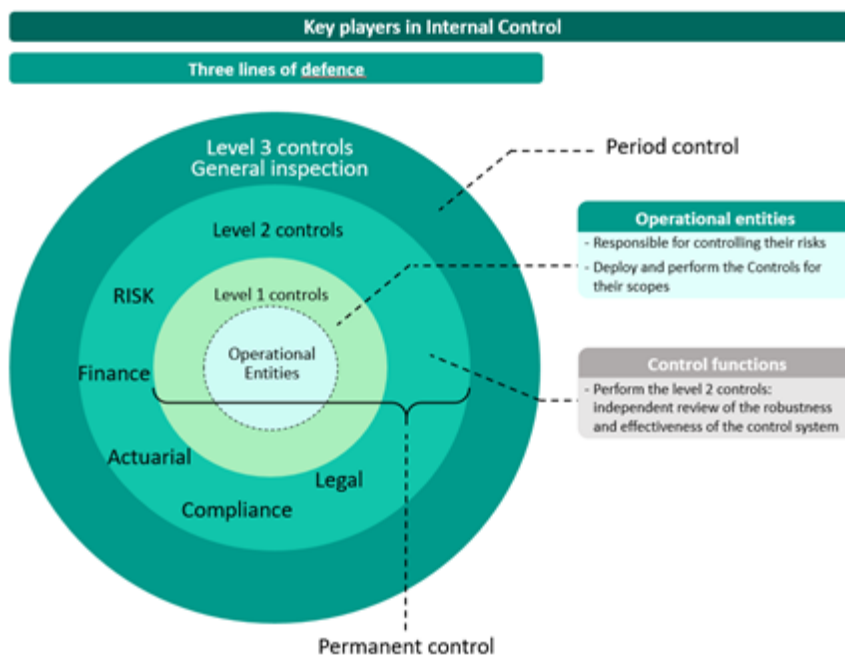 Key players in Internal Control
Three lines of defence
Level 3 controls
General inspection
Period control
Level 2 controls
Operational entities
- Responsible for controlling their risks
- Deploy and perform the Controls for
their scopes
RISK
Level 1 controls
Operational
Entities
Finance
Control functions
- Perform the level 2 controls:
independent review of the robustness
and effectiveness of the control system
Actuarial
Legal
Compliance
Permanent control